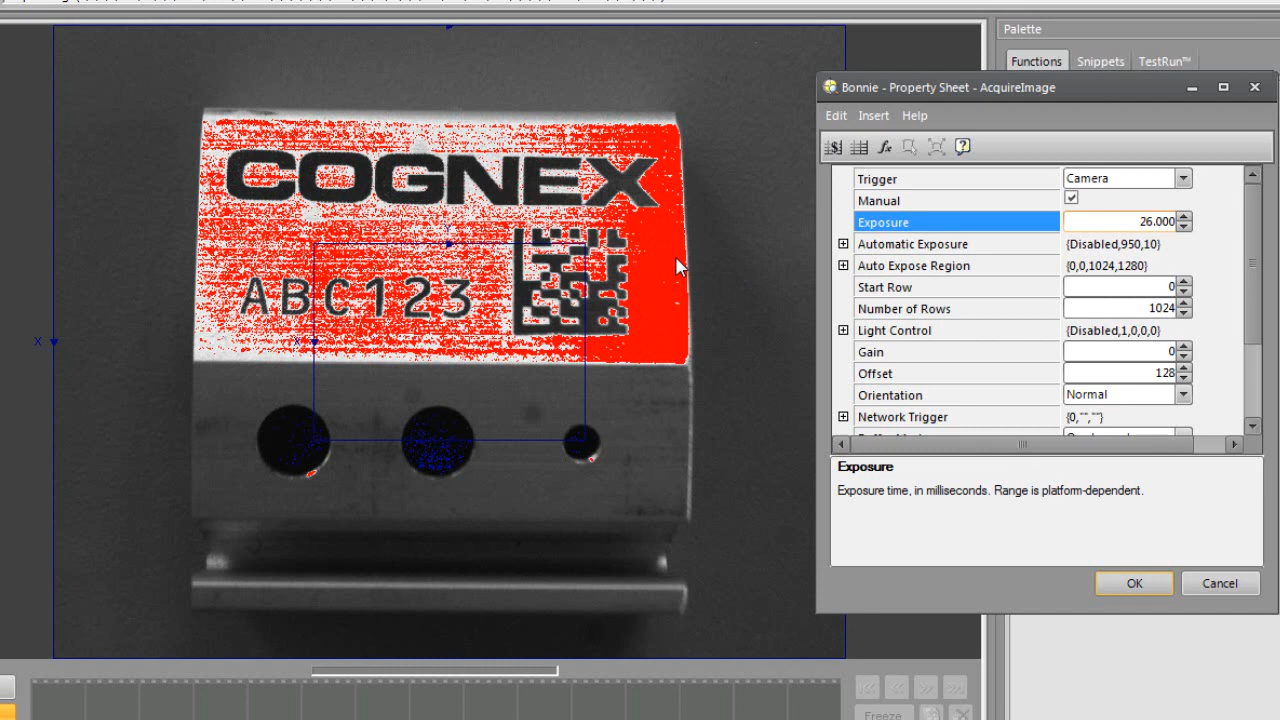 Palette
Functions Snippets TestRun™
Bonnie - Property Sheet - AcquireImage
Edit Insert Help
Trigger Camera
Manual
Exposure 26.000
Automatic Exposure {Disabled,950,10}
Auto Expose Region {0,0,1024,1280}
Start Row 0
Number of Rows 1024
Light Control {Disabled,1,0,0,0}
Gain 0
Offset 128
Orientation Normal
Network Trigger {0,"",""}
Exposure
Exposure time, in milliseconds. Range is platform-dependent.
OK Cancel
COGNEX
Y
ABC123
X
X
Freeze